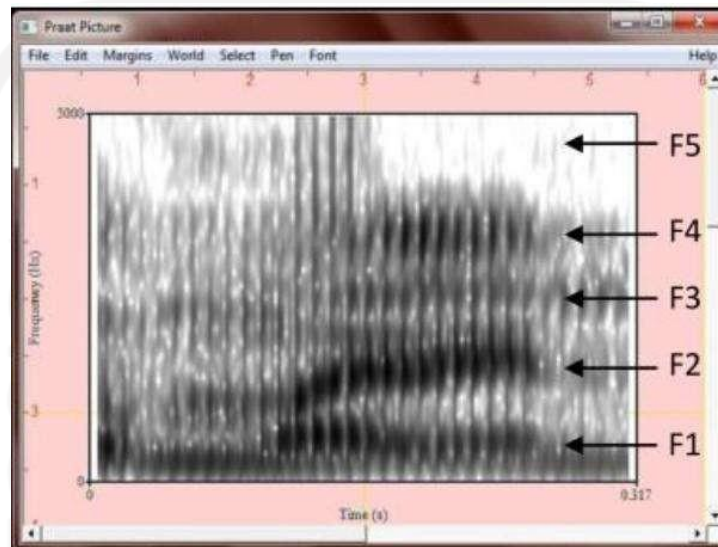 Praat Picture
File Edit Margins World Select Pen Font Help
1 2 3 4 5 6
5000
F5
1
F4
F3
F2
3
F1
0
Frequency (Hz)
0 0.317
Time (s)